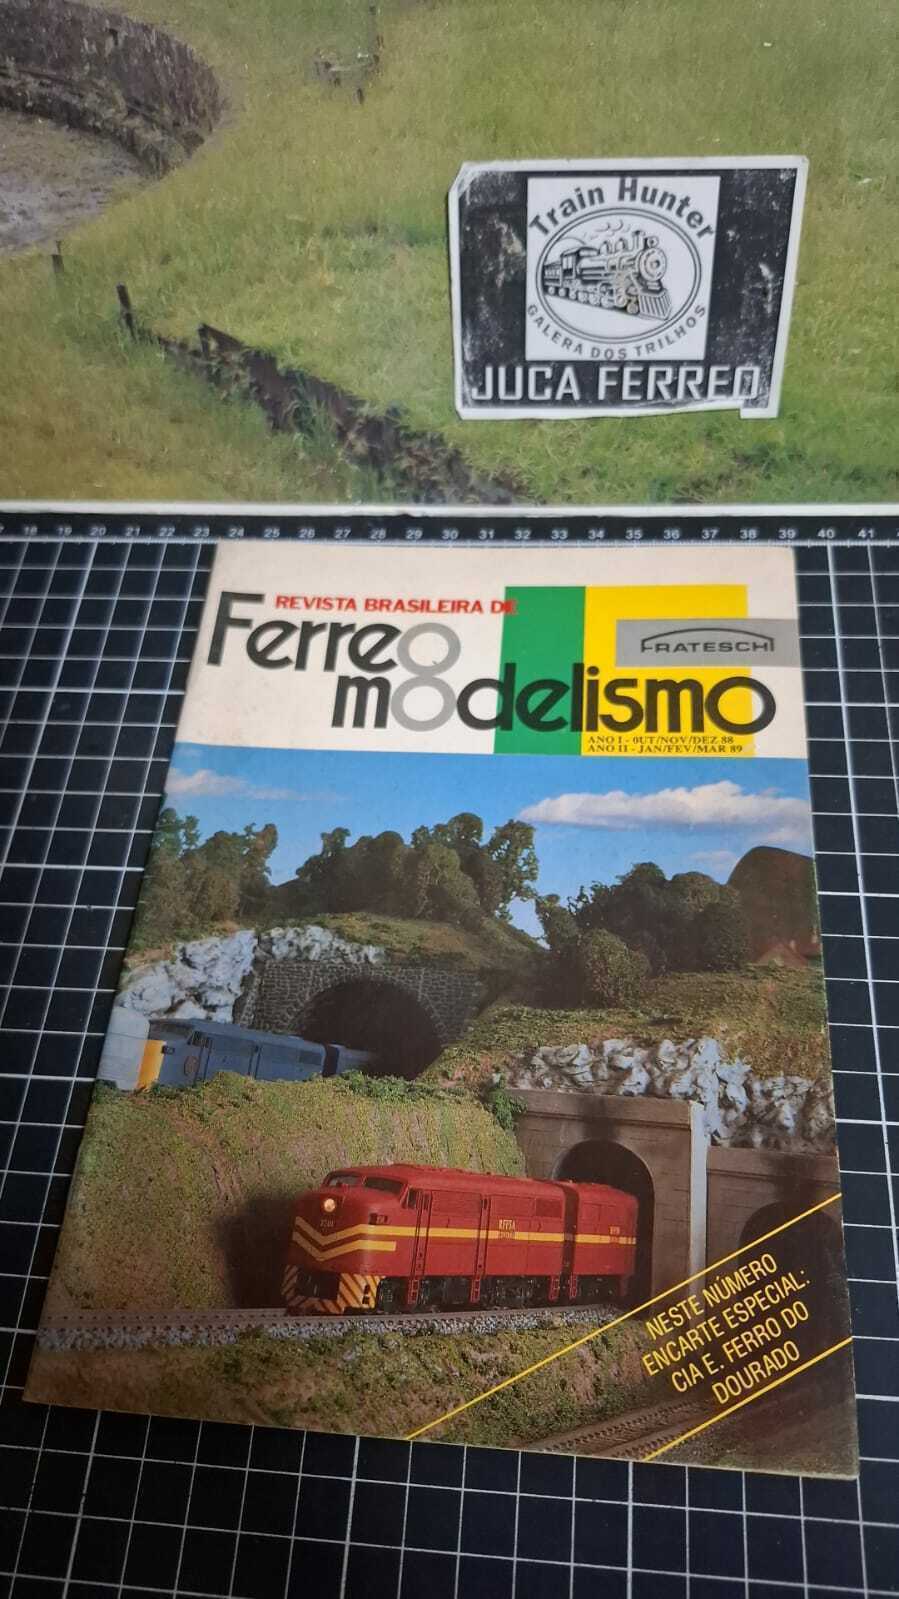 Train Hunter
GALERA DOS TRILHOS
JUCA FERREO
18 19 20 21 22 23 24 25 26 27 28 29 30 31 32 33 34 35 36 37 38 39 40 41
REVISTA BRASILEIRA DE
Ferreo
modelismo
FRATESCHI
ANO I - OUT/NOV/DEZ 88
ANO II - JAN/FEV/MAR 89
RFFSA
NESTE NÚMERO
ENCARTE ESPECIAL:
CIA E. FERRO DO
DOURADO